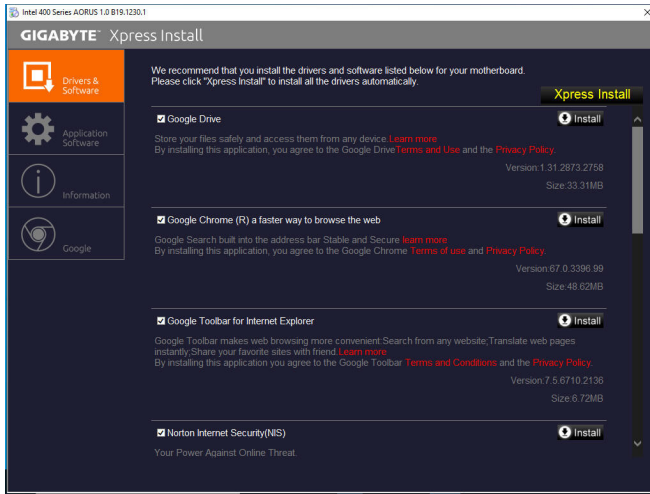 Intel 400 Series AORUS 1.0 B19.1230.1
GIGABYTE™ Xpress Install
Drivers &
Software
Application
Software
Information
Google
We recommend that you install the drivers and software listed below for your motherboard.
Please click "Xpress Install" to install all the drivers automatically.
Xpress Install
Google Drive
Install
Store your files safely and access them from any device.Learn more
By installing this application, you agree to the Google DriveTerms and Use and the Privacy Policy.
Version:1.31.2873.2758
Size:33.31MB
Google Chrome (R) a faster way to browse the web
Install
Google Search built into the address bar Stable and Secure learn more
By installing this application, you agree to the Google Chrome Terms of use and Privacy Policy.
Version:67.0.3396.99
Size:48.62MB
Google Toolbar for Internet Explorer
Install
Google Toolbar makes web browsing more convenient:Search from any website;Translate web pages
instantly;Share your favorite sites with friend.Learn more
By installing this application you agree to the Google Toolbar Terms and Conditions and the Privacy Policy.
Version:7.5.6710.2136
Size:6.72MB
Norton Internet Security(NIS)
Install
Your Power Against Online Threat.